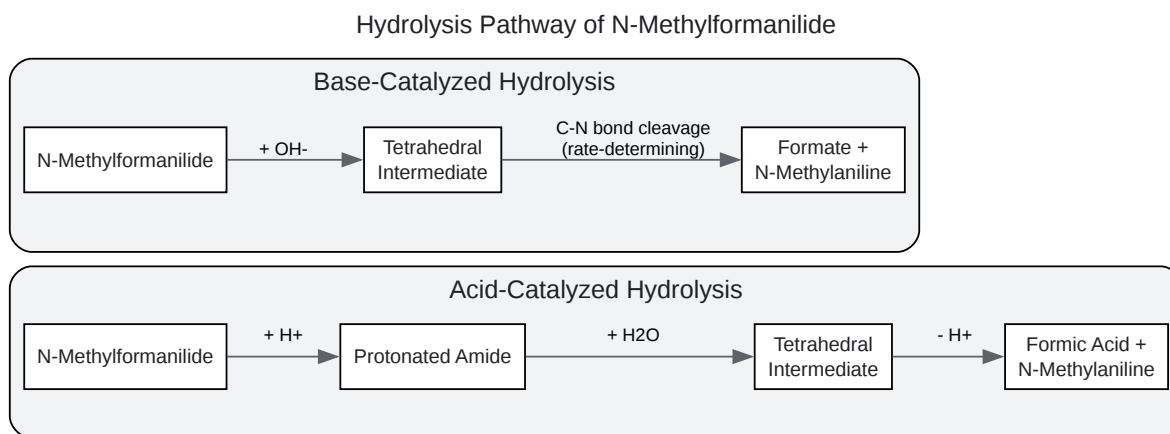 Hydrolysis Pathway of N-Methylformanilide
Base-Catalyzed Hydrolysis
N-Methylformanilide
+ OH-
Tetrahedral
Intermediate
C-N bond cleavage
(rate-determining)
Formate +
N-Methylaniline
Acid-Catalyzed Hydrolysis
N-Methylformanilide
+ H+
Protonated Amide
+ H2O
Tetrahedral
Intermediate
- H+
Formic Acid +
N-Methylaniline